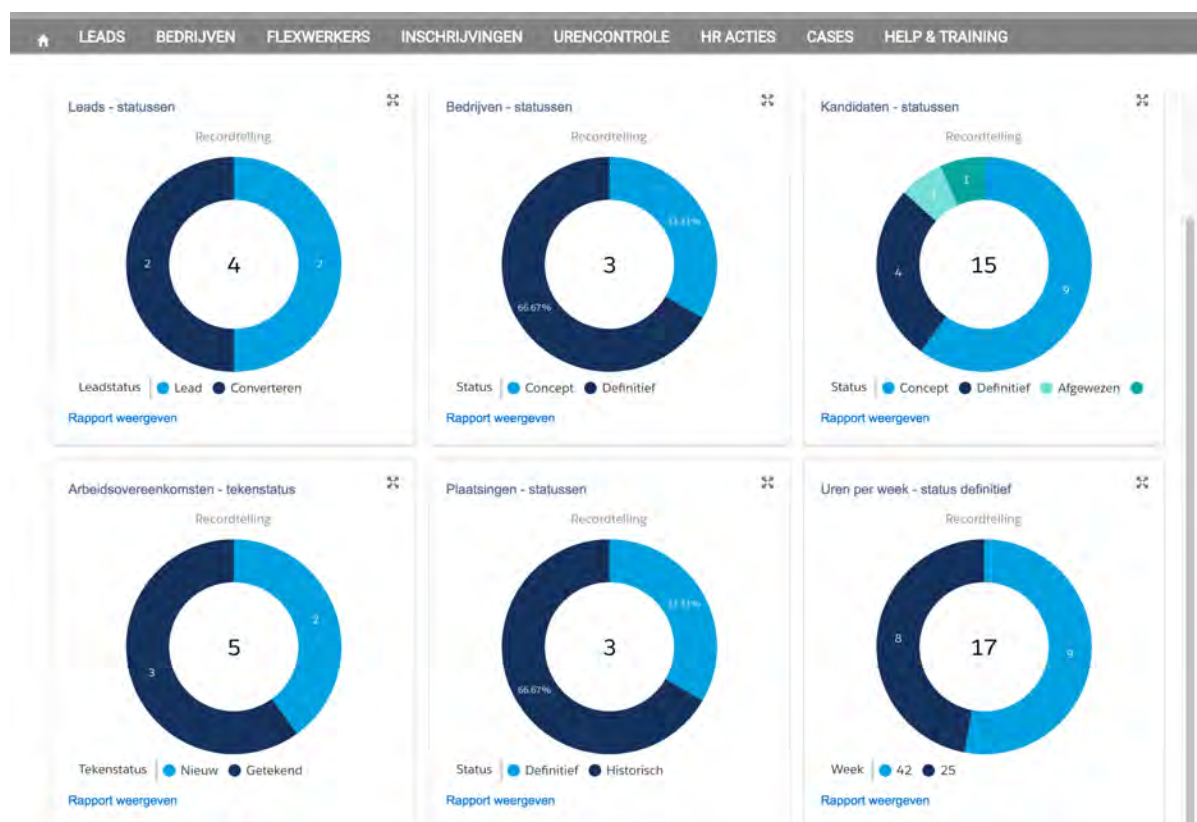 LEADS BEDRIJVEN FLEXWERKERS INSCHRIJVINGEN URENCONTROLE HR ACTIES CASES HELP & TRAINING
Leads - statussen
Recordtelling
2
4
2
Leadstatus Lead Converteren
Rapport weergeven
Bedrijven - statussen
Recordtelling
33.33%
3
66.67%
Status Concept Definitief
Rapport weergeven
Kandidaten - statussen
Recordtelling
1
1
4
15
9
Status Concept Definitief Afgewezen
Rapport weergeven
Arbeidsovereenkomsten - tekenstatus
Recordtelling
2
5
3
Tekenstatus Nieuw Getekend
Rapport weergeven
Plaatsingen - statussen
Recordtelling
33.33%
3
66.67%
Status Definitief Historisch
Rapport weergeven
Uren per week - status definitief
Recordtelling
8
17
9
Week 42 25
Rapport weergeven